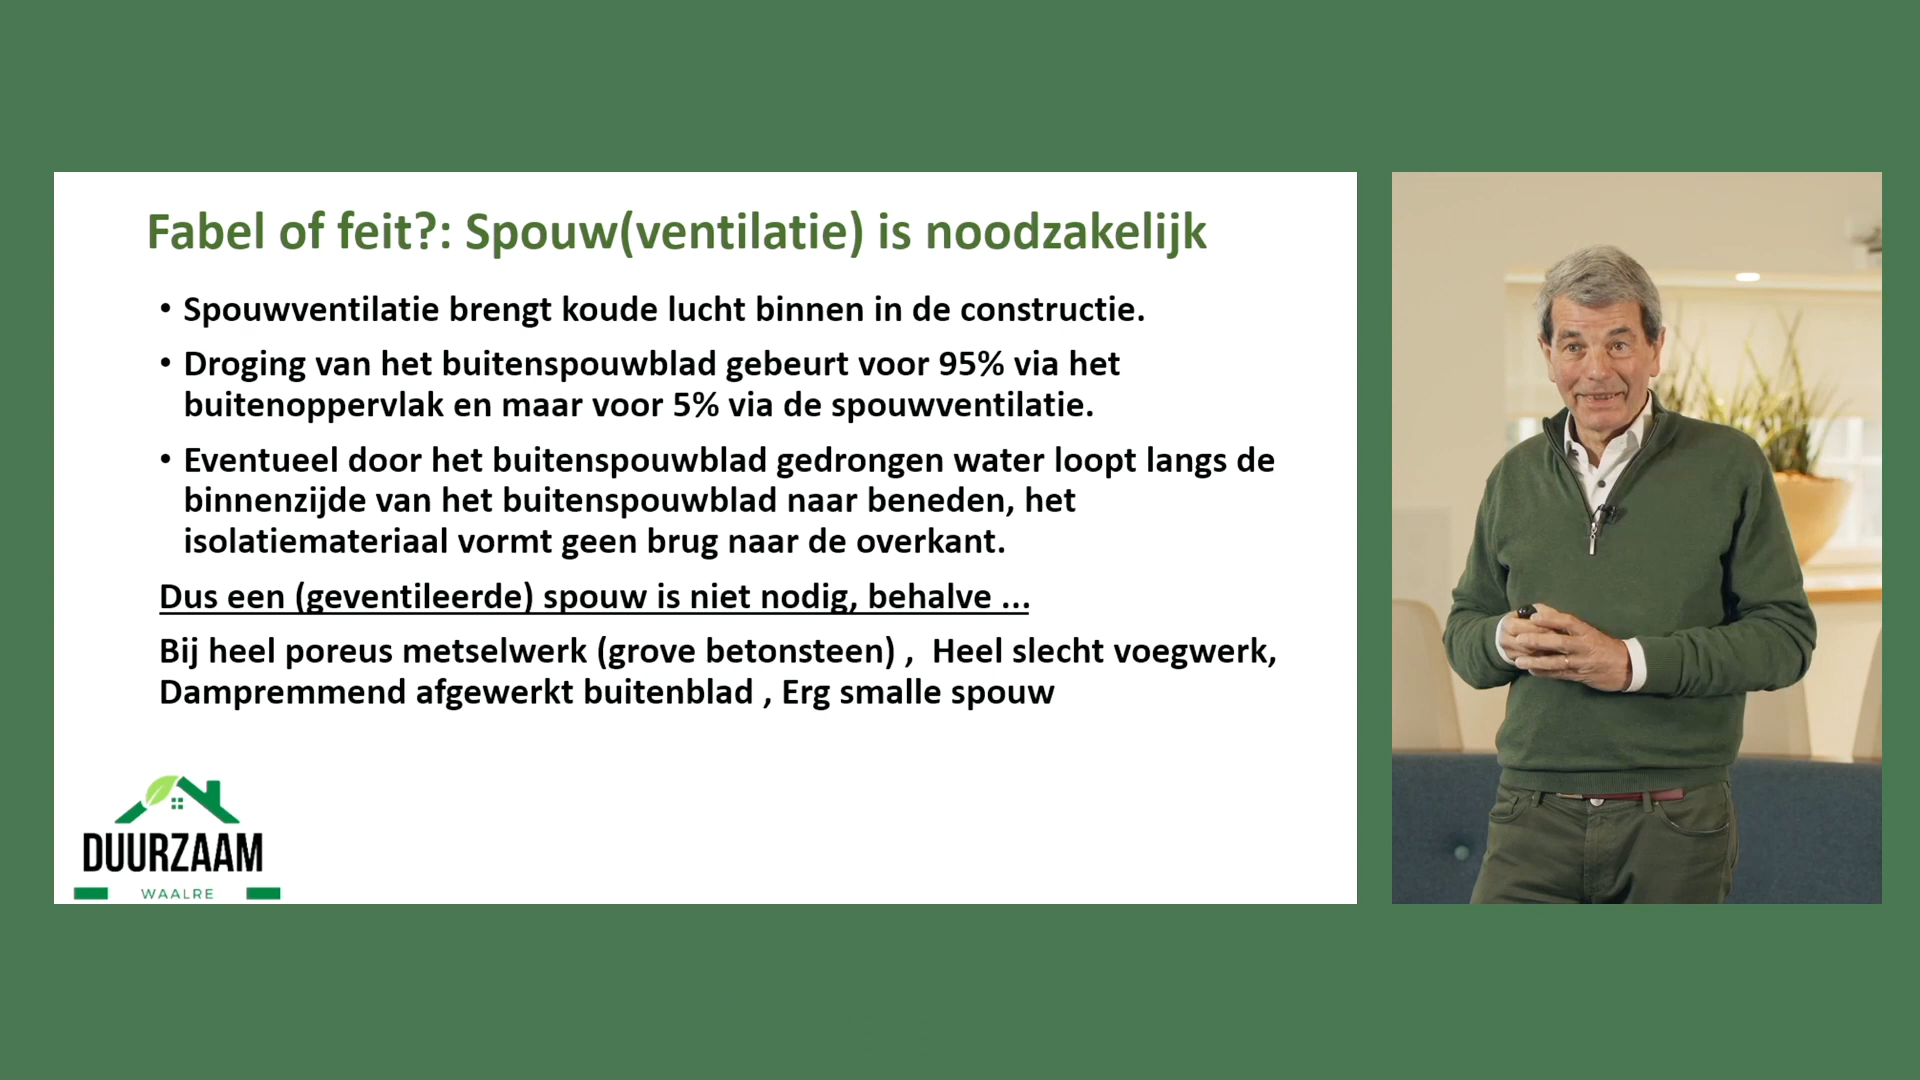 Fabel of feit?: Spouw(ventilatie) is noodzakelijk
• Spouwventilatie brengt koude lucht binnen in de constructie.
• Droging van het buitenspouwblad gebeurt voor 95% via het
buitenoppervlak en maar voor 5% via de spouwventilatie.
• Eventueel door het buitenspouwblad gedrongen water loopt langs de
binnenzijde van het buitenspouwblad naar beneden, het
isolatiemateriaal vormt geen brug naar de overkant.
Dus een (geventileerde) spouw is niet nodig, behalve ...
Bij heel poreus metselwerk (grove betonsteen) ,  Heel slecht voegwerk,
Dampremmend afgewerkt buitenblad , Erg smalle spouw
DUURZAAM
WAALRE